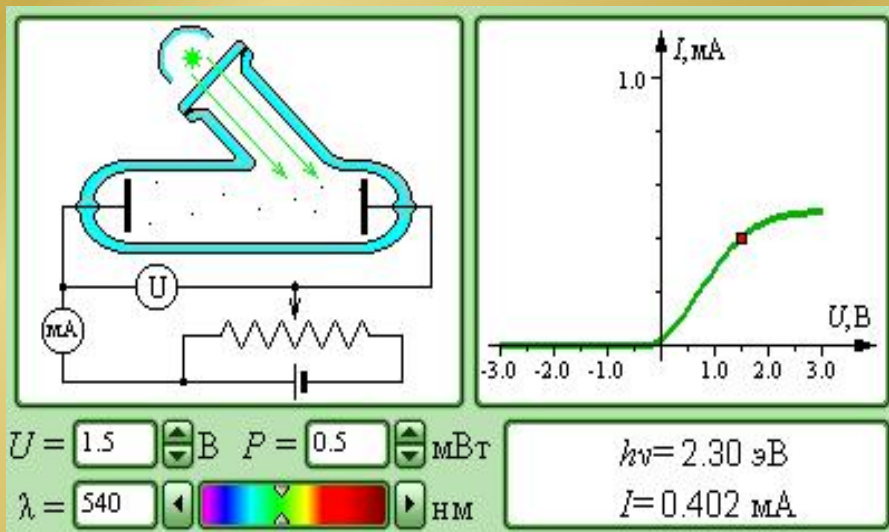 U
мА
I,мА
1.0
U,В
-3.0 -2.0 -1.0 1.0 2.0 3.0
U = 1.5 В P = 0.5 мВт
λ = 540 нм
hν= 2.30 эВ
I= 0.402 мА